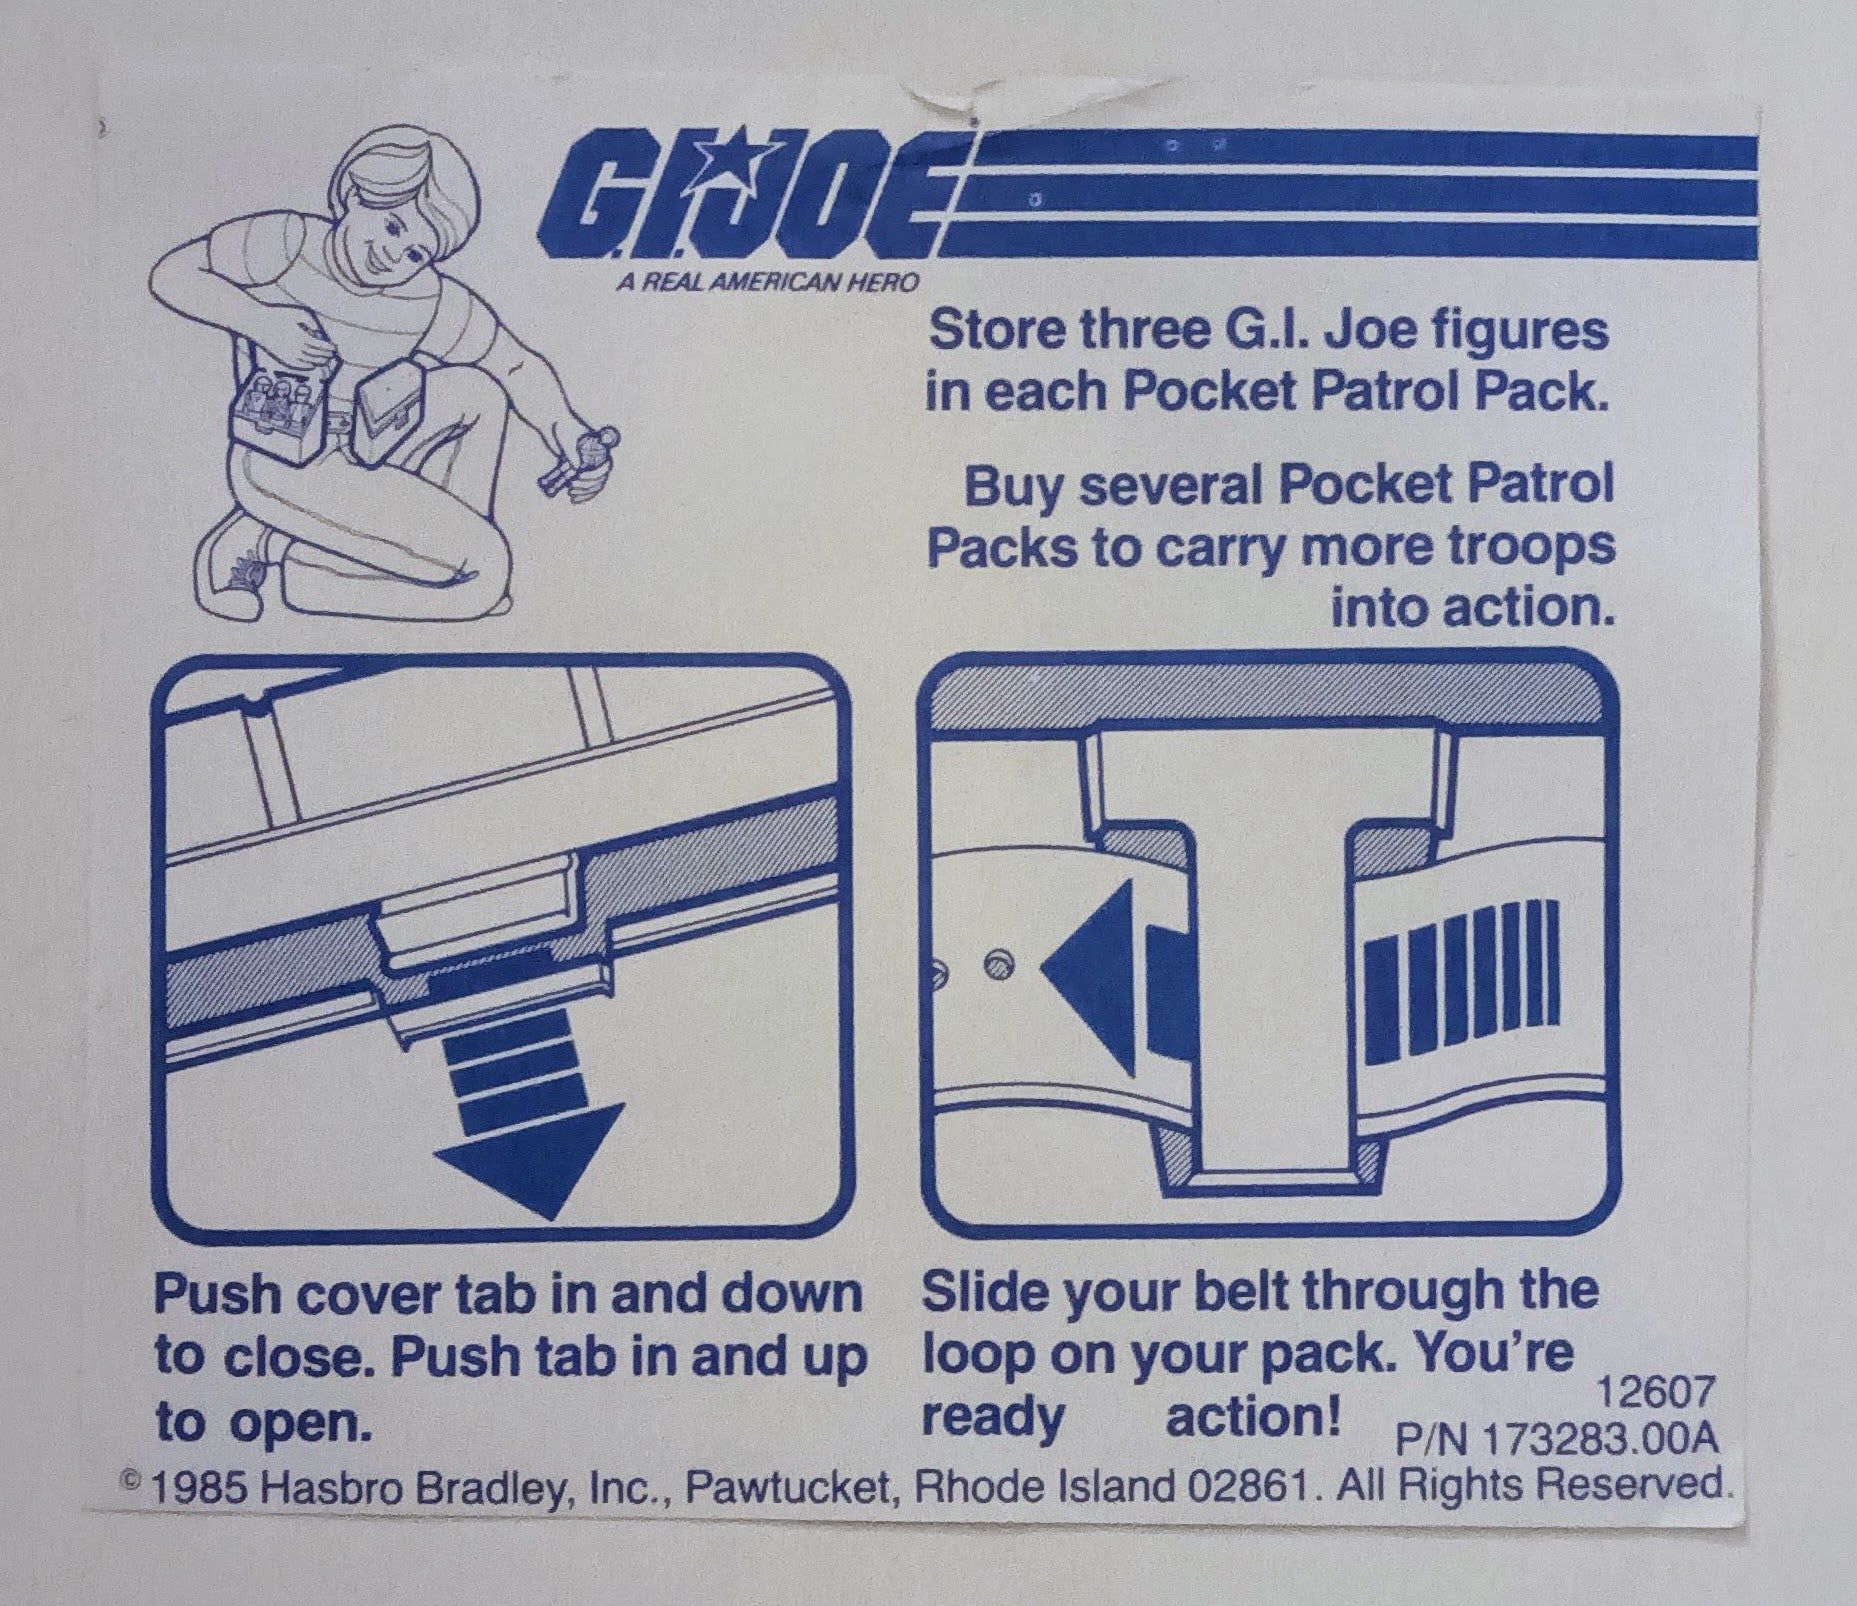 G.I. JOE
A REAL AMERICAN HERO
Store three G.I. Joe figures
in each Pocket Patrol Pack.
Buy several Pocket Patrol
Packs to carry more troops
into action.
Push cover tab in and down
to close. Push tab in and up
to open.
Slide your belt through the
loop on your pack. You're
ready action!
12607
P/N 173283.00A
© 1985 Hasbro Bradley, Inc., Pawtucket, Rhode Island 02861. All Rights Reserved.